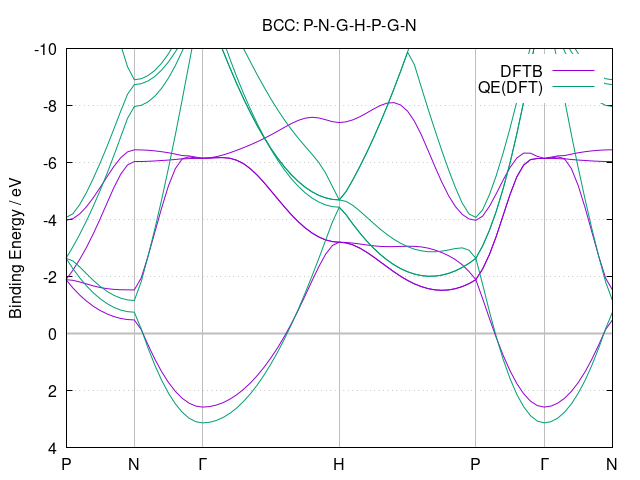 BCC: P-N-G-H-P-G-N
-10
-8
-6
-4
-2
0
2
4
Binding Energy / eV
DFTB
QE(DFT)
P N Γ H P Γ N